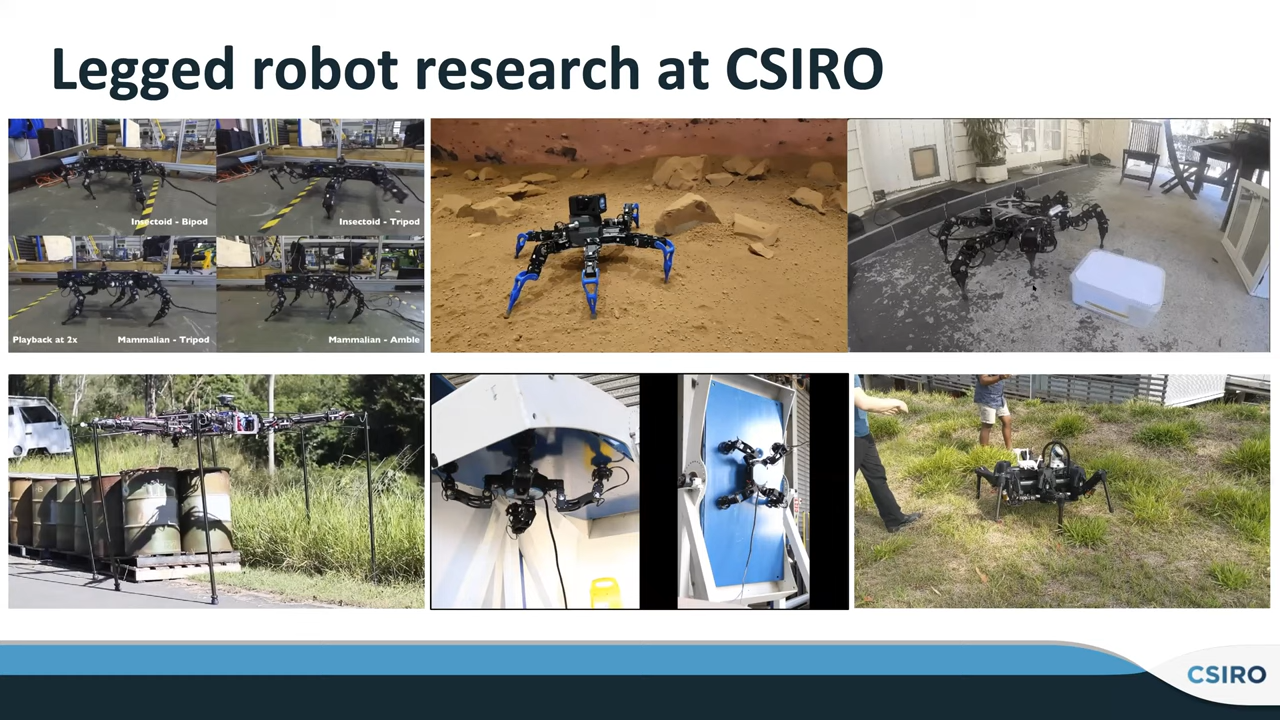 Legged robot research at CSIRO
Insectoid - Bipod
Insectoid - Tripod
Playback at 2x
Mammalian - Tripod
Mammalian - Amble
CSIRO